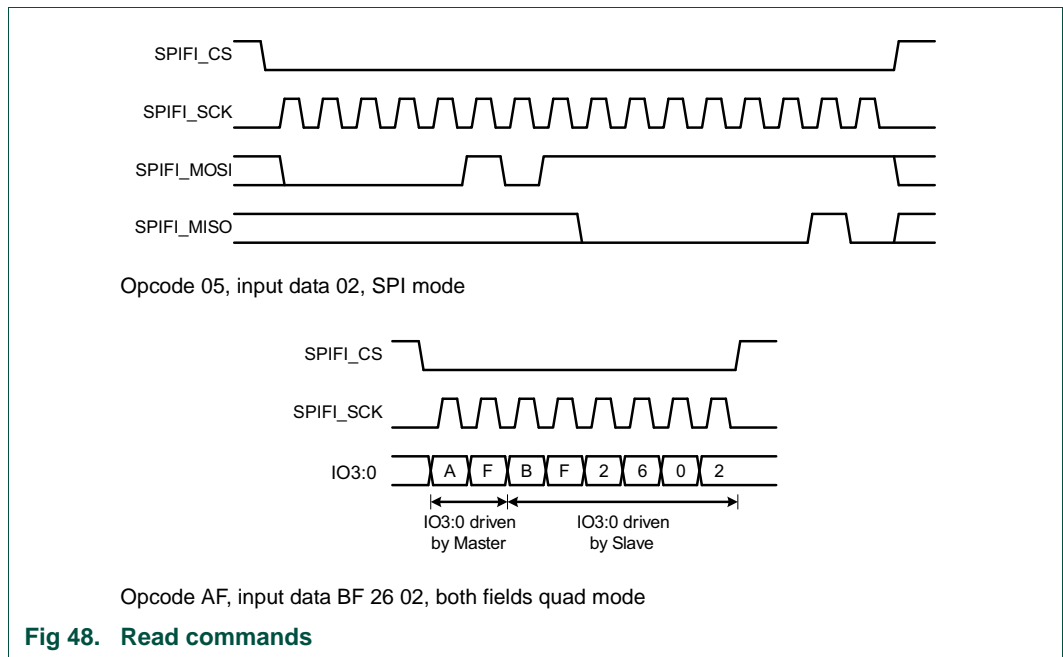 SPIFI_CS
SPIFI_SCK
SPIFI_MOSI
SPIFI_MISO
Opcode 05, input data 02, SPI mode
SPIFI_CS
SPIFI_SCK
IO3:0 A F B F 2 6 0 2
IO3:0 driven IO3:0 driven
by Master by Slave
Opcode AF, input data BF 26 02, both fields quad mode
Fig 48. Read commands